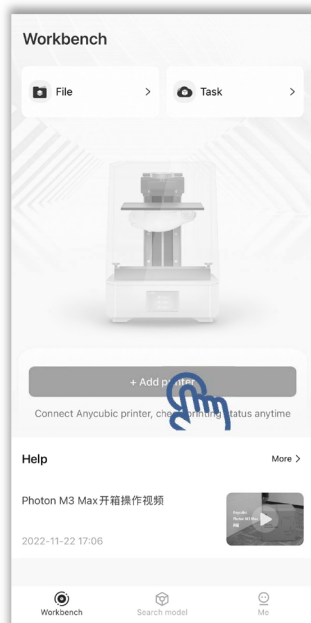 Workbench
File >
Task >
+ Add printer
Connect Anycubic printer, check printing status anytime
Help
More >
Photon M3 Max开箱操作视频
2022-11-22 17:06
Workbench
Search model
Me